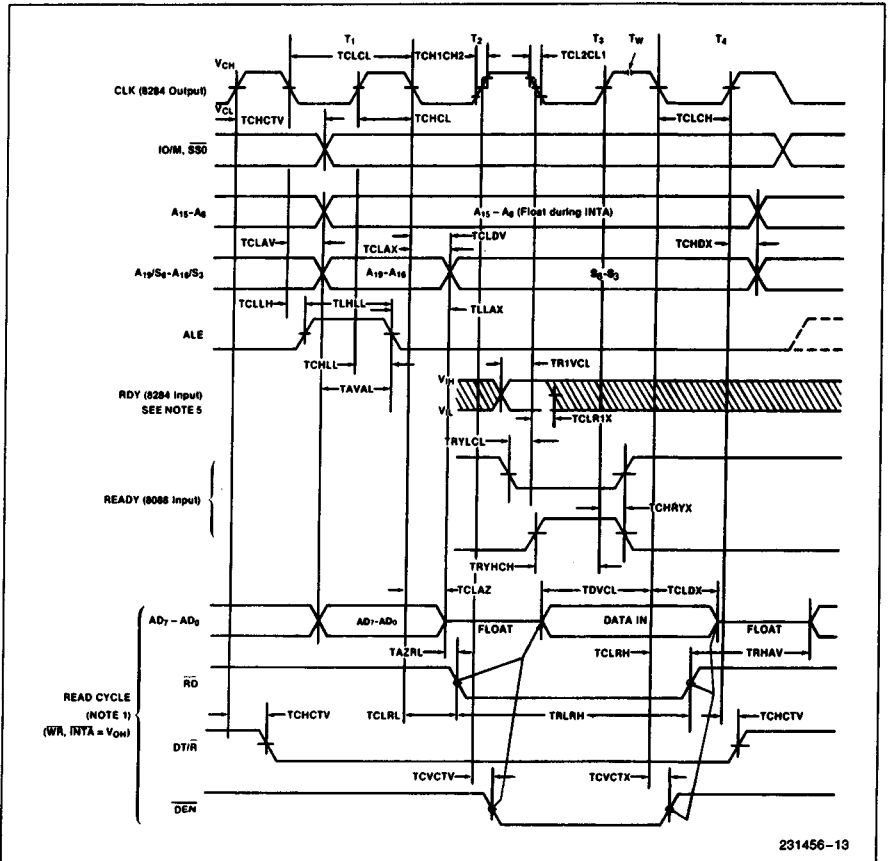 T1 T2 T3 TW T4
TCLCL TCH1CH2 TCL2CL1
VCH
CLK (8284 Output)
VCL
TCHCTV TCHCL TCLCH
IO/M, SS0
A15-A8 A15 – A8 (Float during INTA)
TCLDV
TCLAV TCLAX TCHDX
A19/S6-A16/S3 A19-A16 S6-S3
TCLLH TLHLL TLLAX
ALE
TCHLL TR1VCL
TAVAL
RDY (8284 Input) VIH
SEE NOTE 5 VIL
TCLR1X
TRYLCL
READY (8088 Input)
TCHRYX
TRYHCH
TCLAZ TDVCL TCLDX
AD7 – AD0 AD7-AD0 FLOAT DATA IN FLOAT
TAZRL TCLRH TRHAV
RD
READ CYCLE
(NOTE 1)
(WR, INTA = VOH)
TCHCTV TCLRL TRLRH TCHCTV
DT/R
TCVCTV TCVCTX
DEN
231456–13